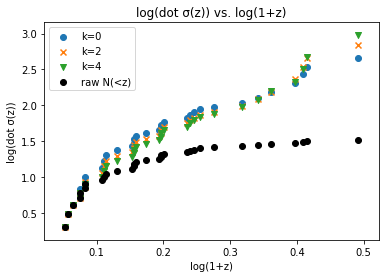 log(dot σ(z)) vs. log(1+z)
k=0
k=2
k=4
raw N(<z)
log(dot σ(z))
3.0
2.5
2.0
1.5
1.0
0.5
0.1 0.2 0.3 0.4 0.5
log(1+z)